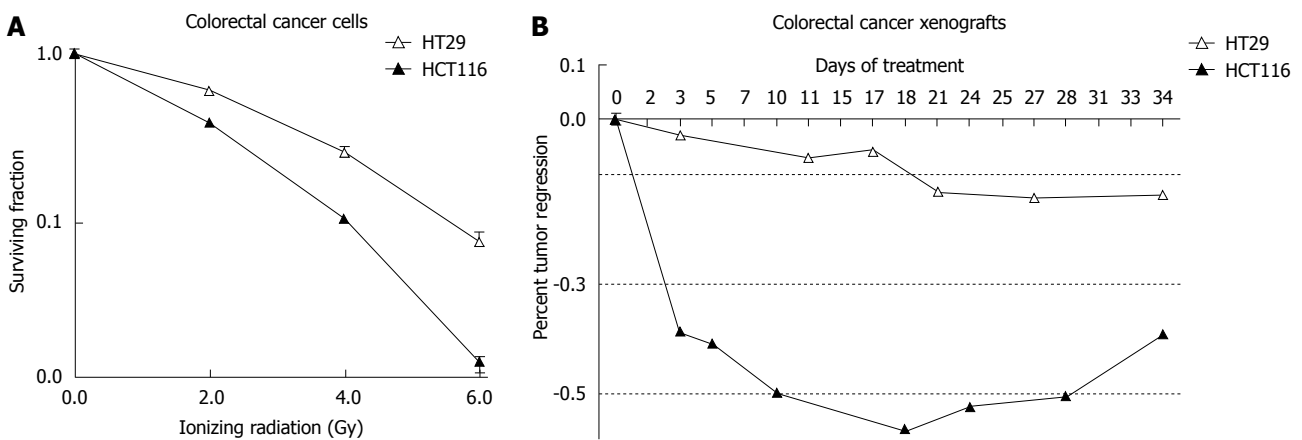 A
Colorectal cancer cells
HT29
HCT116
Surviving fraction
1.0
0.1
0.0
0.0 2.0 4.0 6.0
Ionizing radiation (Gy)
B
Colorectal cancer xenografts
HT29
HCT116
Days of treatment
0 2 3 5 7 10 11 15 17 18 21 24 25 28 31 33 34
Percent tumor regression
0.1
0.0
-0.3
-0.5